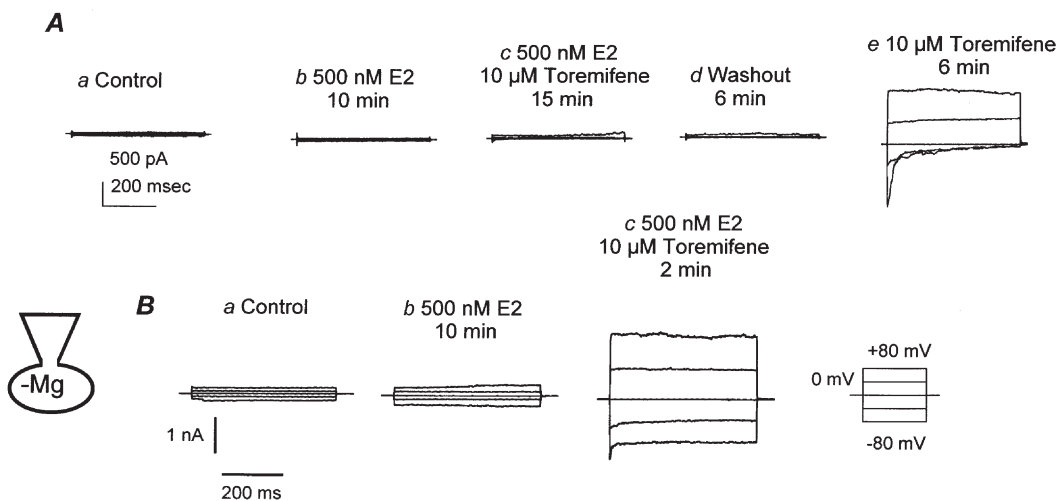 A
a Control
b 500 nM E2
10 min
c 500 nM E2
10 µM Toremifene
15 min
d Washout
6 min
e 10 µM Toremifene
6 min
500 pA
200 msec
B
-Mg
a Control
b 500 nM E2
10 min
c 500 nM E2
10 µM Toremifene
2 min
1 nA
200 ms
+80 mV
0 mV
-80 mV